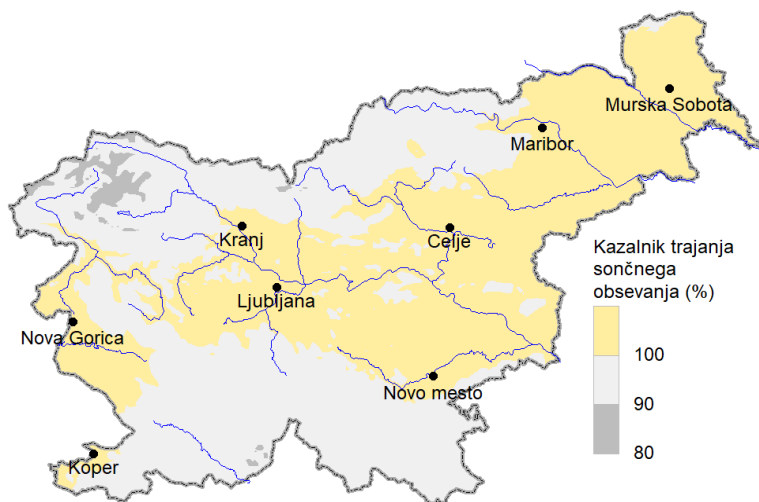 Murska Sobota
Maribor
Kranj
Celje
Kazalnik trajanja
sončnega
obsevanja (%)
Ljubljana
Nova Gorica
100
Novo mesto
90
80
Koper